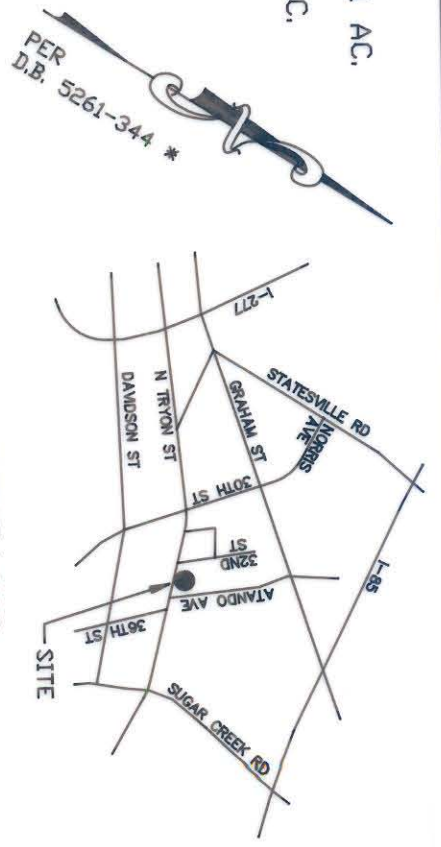 AC.
C.
PER
D.B. 5261-344 *
I-277
STATESVILLE RD
NORRIS
AVE
GRAHAM ST
I-85
N TRYON ST
DAVIDSON ST
30TH ST
32ND
ST
ATANDO AVE
36TH ST
SITE
SUGAR CREEK RD